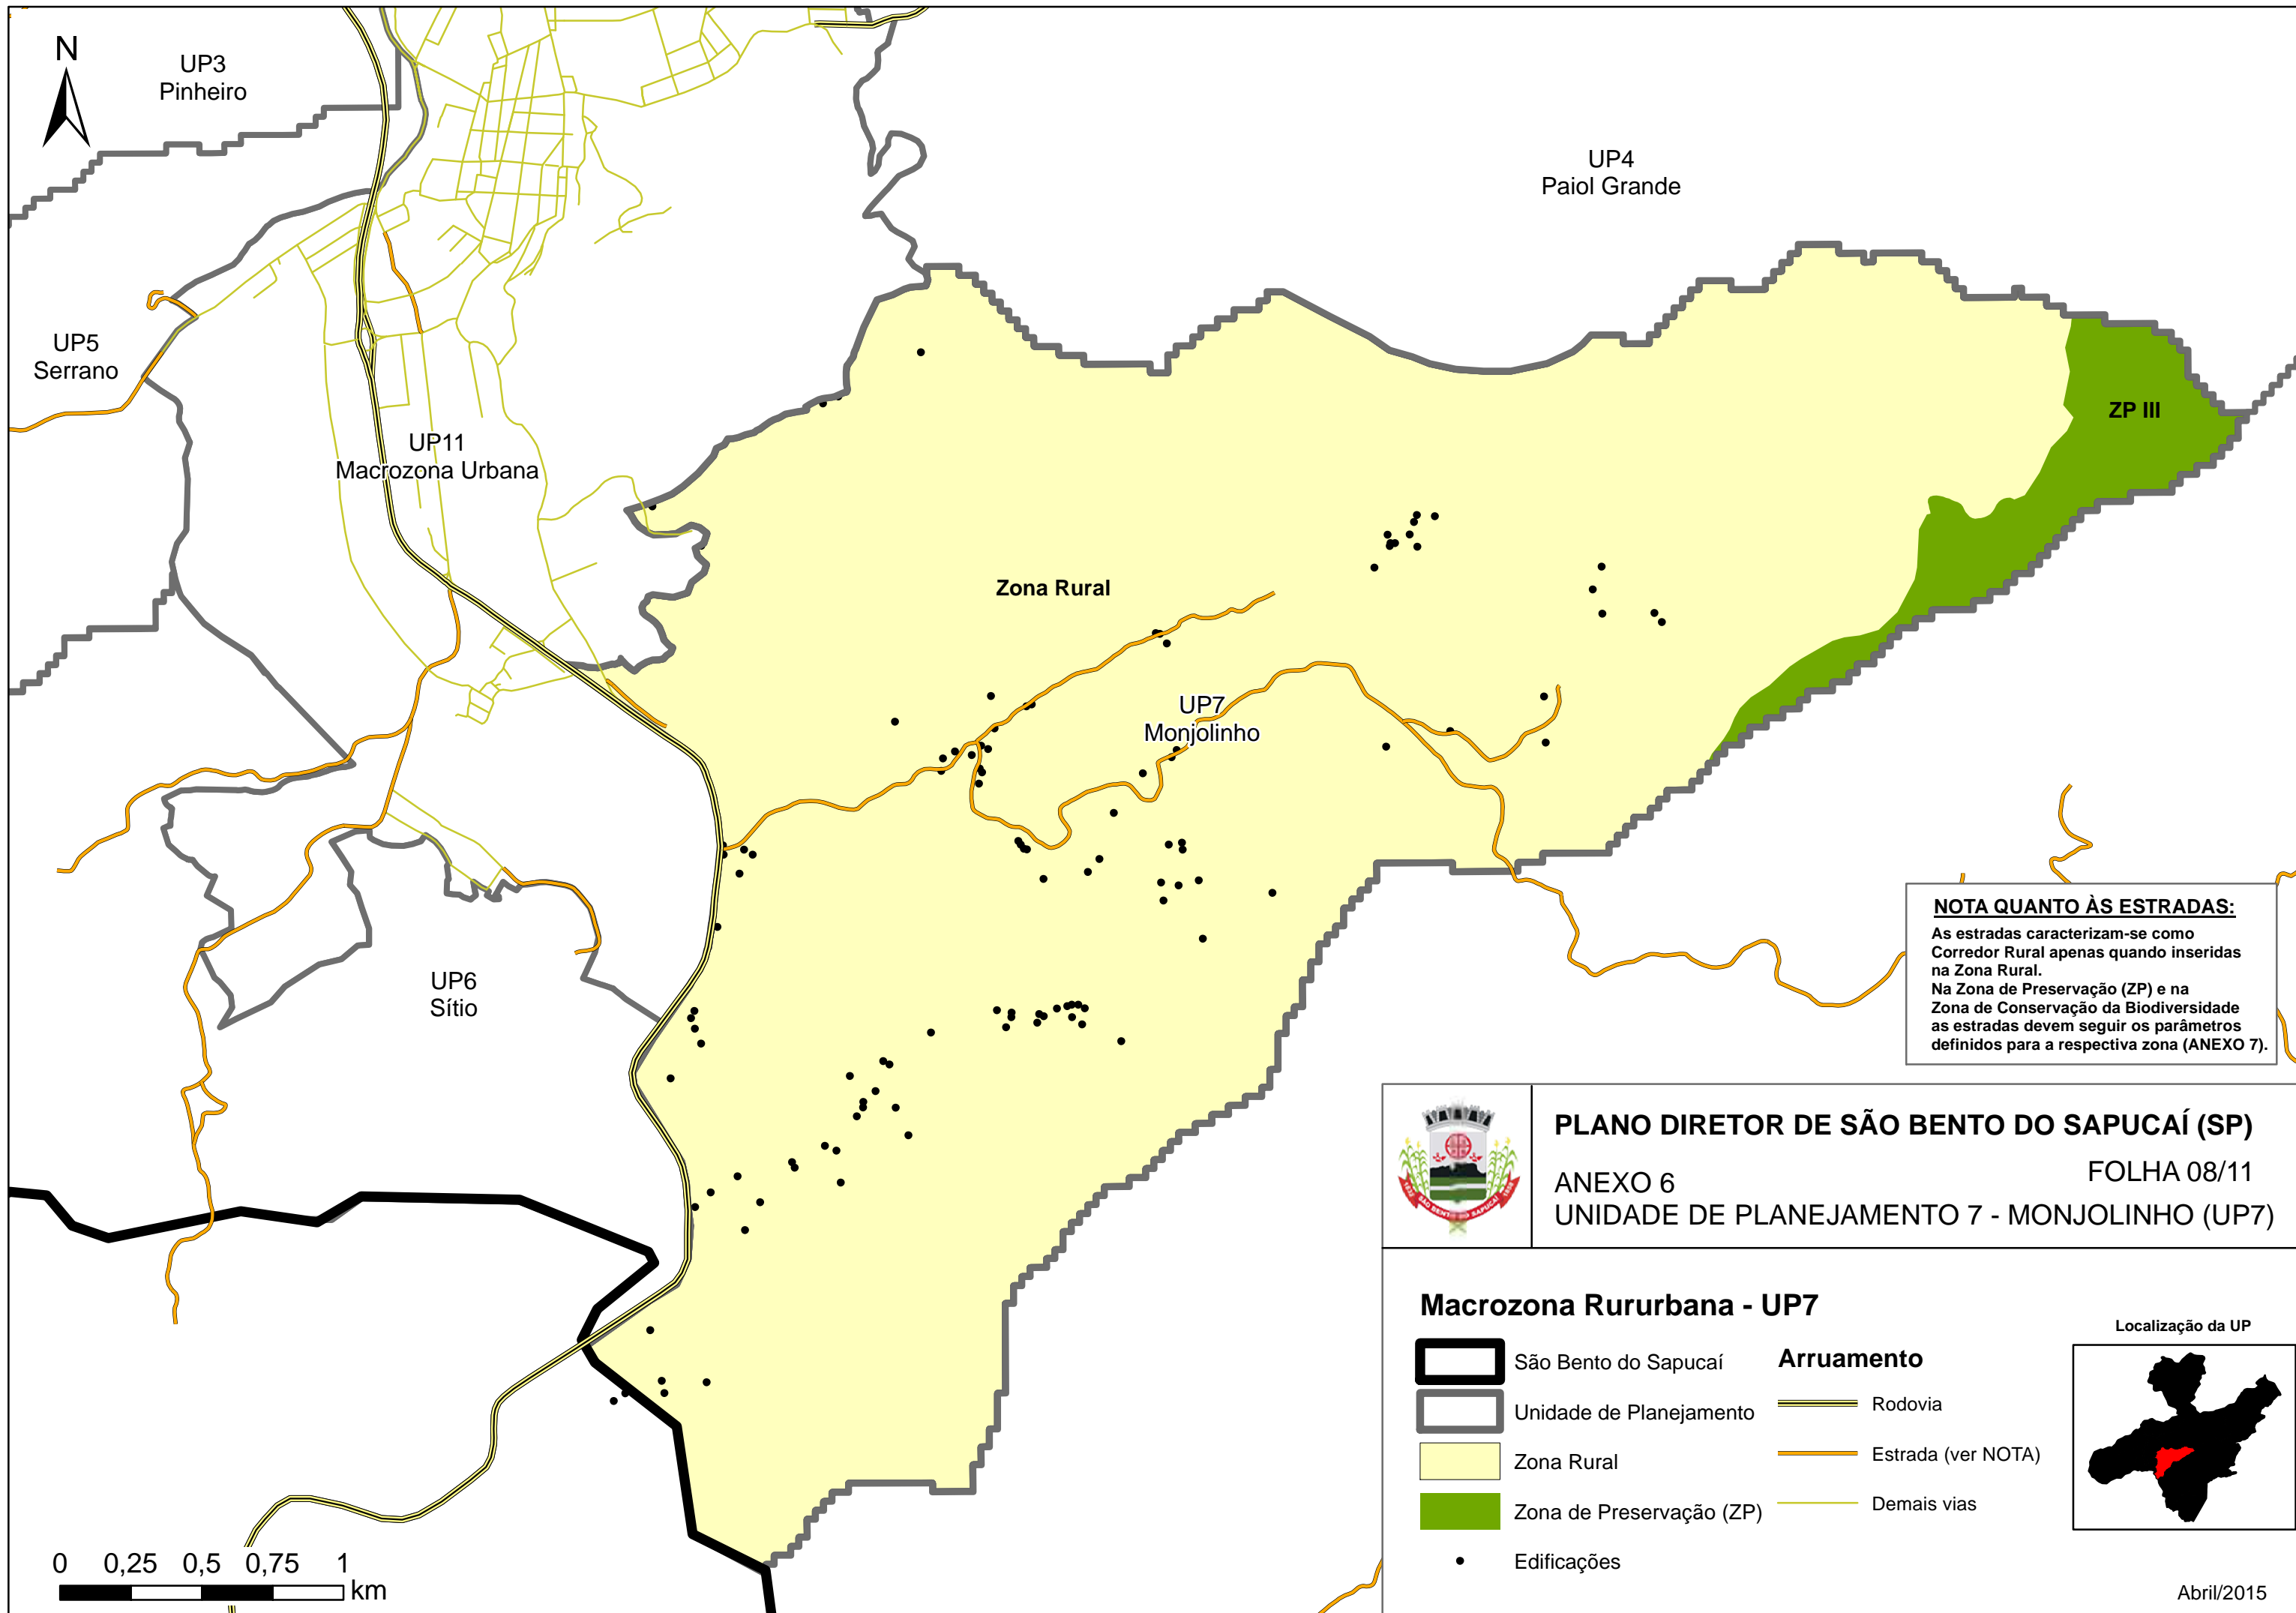 N
UP3
Pinheiro
UP4
Paiol Grande
UP5
Serrano
UP11
Macrozona Urbana
ZP III
Zona Rural
UP7
Monjolinho
UP6
Sítio
NOTA QUANTO ÀS ESTRADAS:
As estradas caracterizam-se como
Corredor Rural apenas quando inseridas
na Zona Rural.
Na Zona de Preservação (ZP) e na
Zona de Conservação da Biodiversidade
as estradas devem seguir os parâmetros
definidos para a respectiva zona (ANEXO 7).
PLANO DIRETOR DE SÃO BENTO DO SAPUCAÍ (SP)
ANEXO 6
FOLHA 08/11
UNIDADE DE PLANEJAMENTO 7 - MONJOLINHO (UP7)
SÃO BENTO DO SAPUCAÍ
Macrozona Rururbana - UP7
São Bento do Sapucaí
Unidade de Planejamento
Zona Rural
Zona de Preservação (ZP)
Edificações
Arruamento
Rodovia
Estrada (ver NOTA)
Demais vias
Localização da UP
0 0,25 0,5 0,75 1
km
Abril/2015